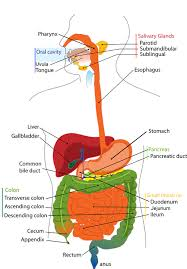 Salivary Glands
Parotid
Submandibular
Sublingual
Pharynx
Oral cavity
Uvula
Tongue
Esophagus
Liver
Gallbladder
Common
bile duct
Stomach
Pancreas
Pancreatic duct
Colon
Transverse colon
Ascending colon
Descending colon
Cecum
Appendix
Rectum
Small Intestine
Duodenum
Jejunum
Ileum
anus